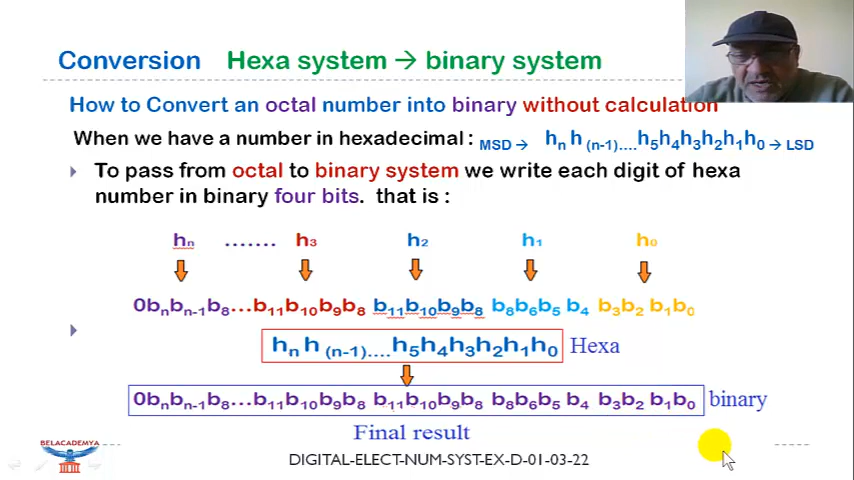 Conversion Hexa system → binary system
How to Convert an octal number into binary without calculation
When we have a number in hexadecimal : MSD → hn h (n-1)....h5h4h3h2h1h0 → LSD
To pass from octal to binary system we write each digit of hexa
number in binary four bits. that is :
hn ....... h3 h2 h1 h0
0bnbn-1b8...b11b10b9b8 b11b10b9b8 b8b6b5 b4 b3b2 b1b0
hn h (n-1)....h5h4h3h2h1h0 Hexa
0bnbn-1b8...b11b10b9b8 b11b10b9b8 b8b6b5 b4 b3b2 b1b0 binary
Final result
BELACADEMYA
DIGITAL-ELECT-NUM-SYST-EX-D-01-03-22